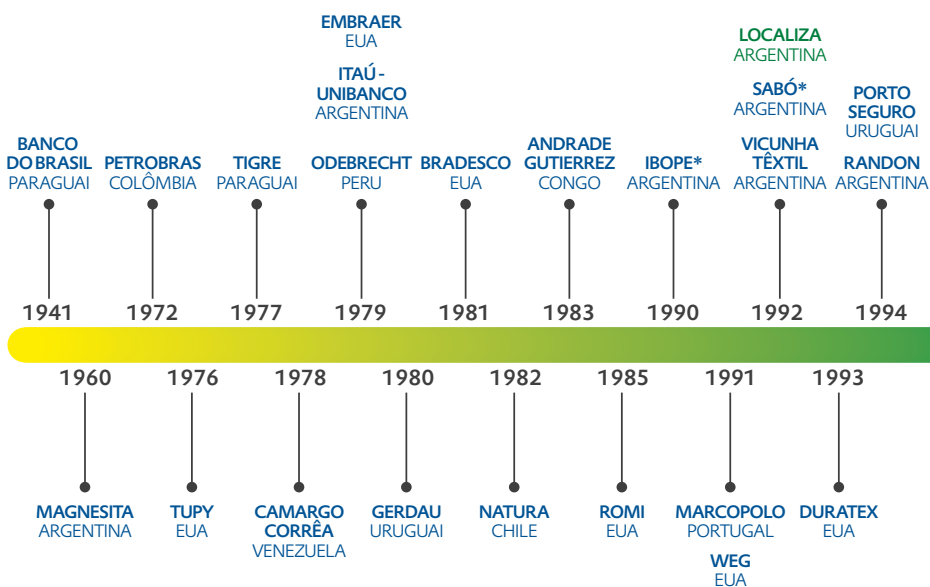 EMBRAER
EUA
ITAÚ-
UNIBANCO
ARGENTINA
LOCALIZA
ARGENTINA
SABÓ*
ARGENTINA
PORTO
SEGURO
URUGUAI
BANCO
DO BRASIL
PARAGUAI
PETROBRAS
COLÔMBIA
TIGRE
PARAGUAI
ODEBRECHT
PERU
BRADESCO
EUA
ANDRADE
GUTIERREZ
CONGO
IBOPE*
ARGENTINA
VICUNHA
TÊXTIL
ARGENTINA
RANDON
ARGENTINA
1941 1972 1977 1979 1981 1983 1990 1992 1994
1960 1976 1978 1980 1982 1985 1991 1993
MAGNESITA
ARGENTINA
TUPY
EUA
CAMARGO
CORRÊA
VENEZUELA
GERDAU
URUGUAI
NATURA
CHILE
ROMI
EUA
MARCOPOLO
PORTUGAL
WEG
EUA
DURATEX
EUA